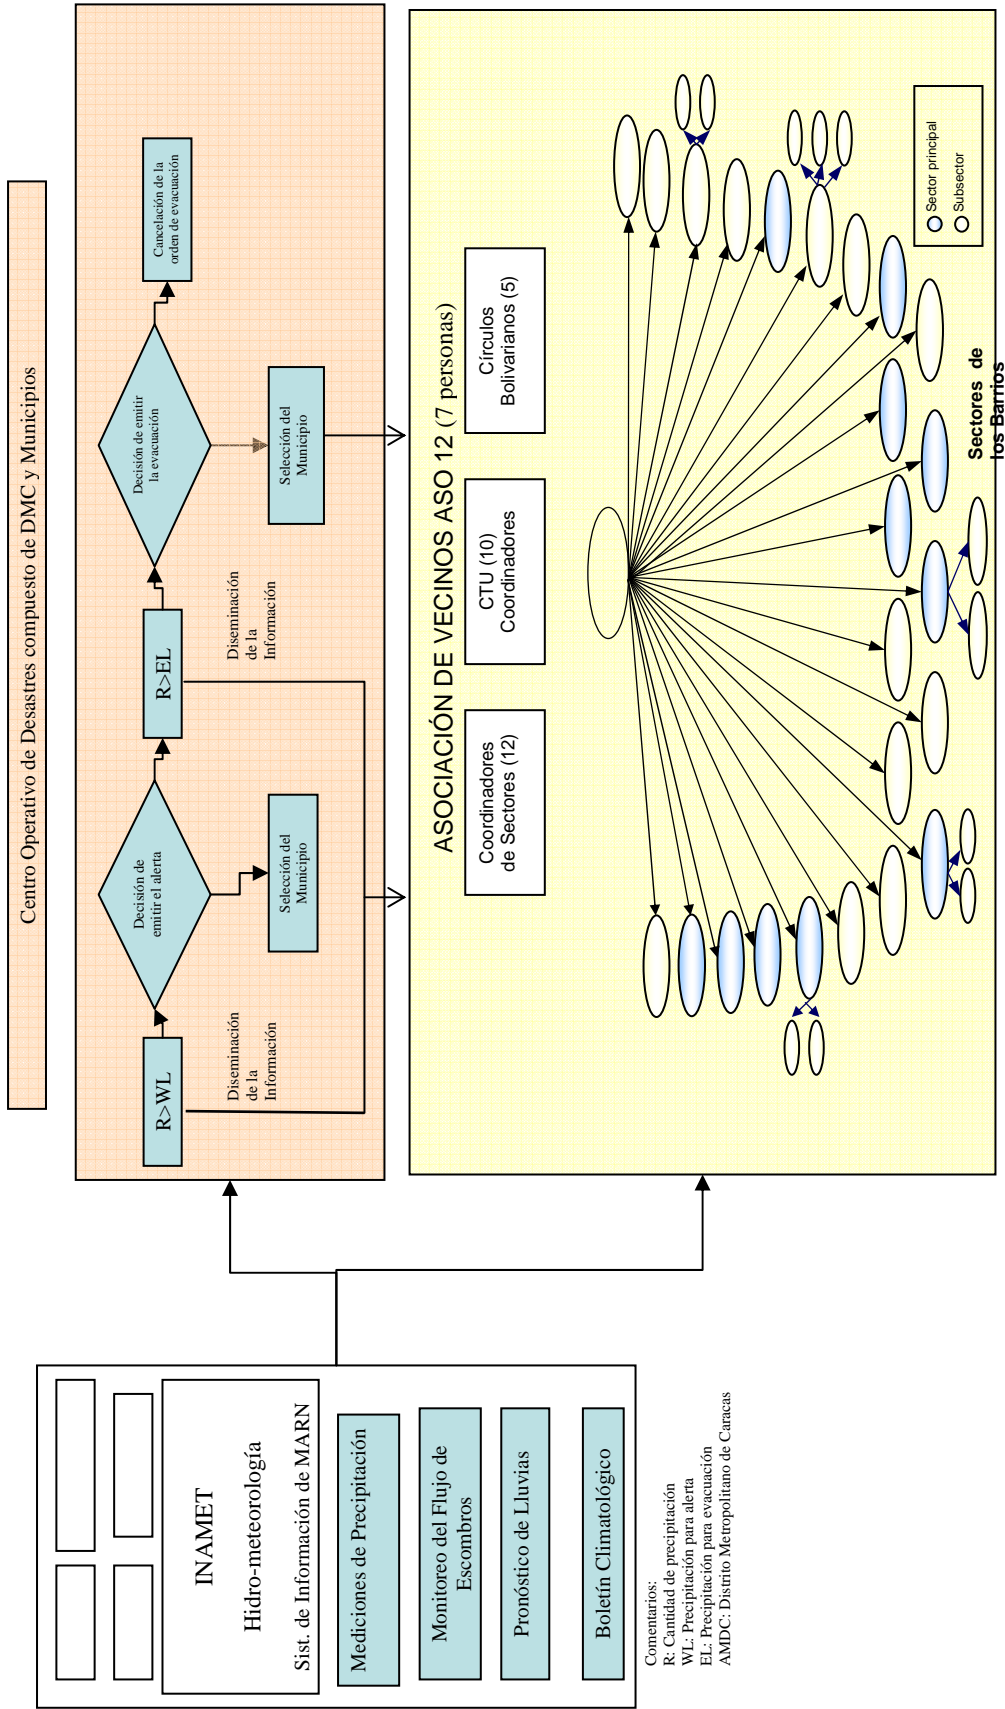 Centro Operativo de Desastres compuesto de DMC y Municipios
R>WL
Decisión de
emitir el alerta
R>EL
Decisión de emitir
la evacuación
Cancelación de la
orden de evacuación
Diseminación
de la
Información
Selección del
Municipio
Diseminación
de la
Información
Selección del
Municipio
INAMET
Hidro-meteorología
Sist. de Información de MARN
Mediciones de Precipitación
Monitoreo del Flujo de
Escombros
Pronóstico de Lluvias
Boletín Climatológico
Comentarios:
R: Cantidad de precipitación
WL: Precipitación para alerta
EL: Precipitación para evacuación
AMDC: Distrito Metropolitano de Caracas
ASOCIACIÓN DE VECINOS ASO 12 (7 personas)
Coordinadores
de Sectores (12)
CTU (10)
Coordinadores
Círculos
Bolivarianos (5)
Sector principal
Subsector
Sectores de
los Barrios